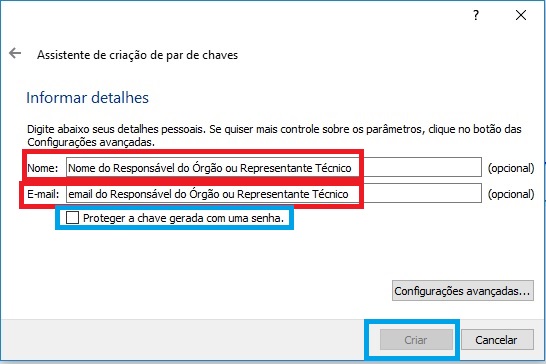 ?
Assistente de criação de par de chaves
Informar detalhes
Digite abaixo seus detalhes pessoais. Se quiser mais controle sobre os parâmetros, clique no botão das
Configurações avançadas.
Nome: Nome do Responsável do Órgão ou Representante Técnico (opcional)
E-mail: email do Responsável do Órgão ou Representante Técnico (opcional)
Proteger a chave gerada com uma senha.
Configurações avançadas...
Criar Cancelar